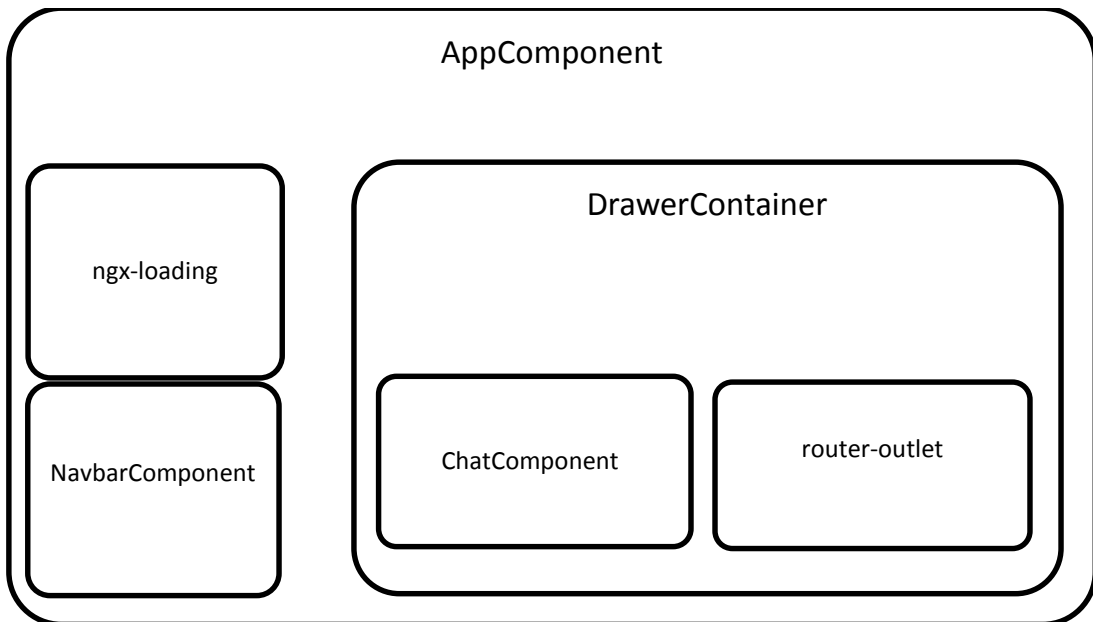 AppComponent
DrawerContainer
ngx-loading
NavbarComponent
ChatComponent
router-outlet